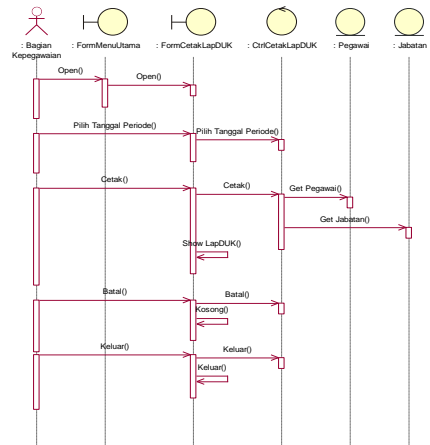 : Bagian
Kepegawaian
: FormMenuUtama
: FormCetakLapDUK
: CtrlCetakLapDUK
: Pegawai
: Jabatan
Open()
Open()
Pilih Tanggal Periode()
Pilih Tanggal Periode()
Cetak()
Cetak()
Get Pegawai()
Get Jabatan()
Show LapDUK()
Batal()
Batal()
Kosong()
Keluar()
Keluar()
Keluar()